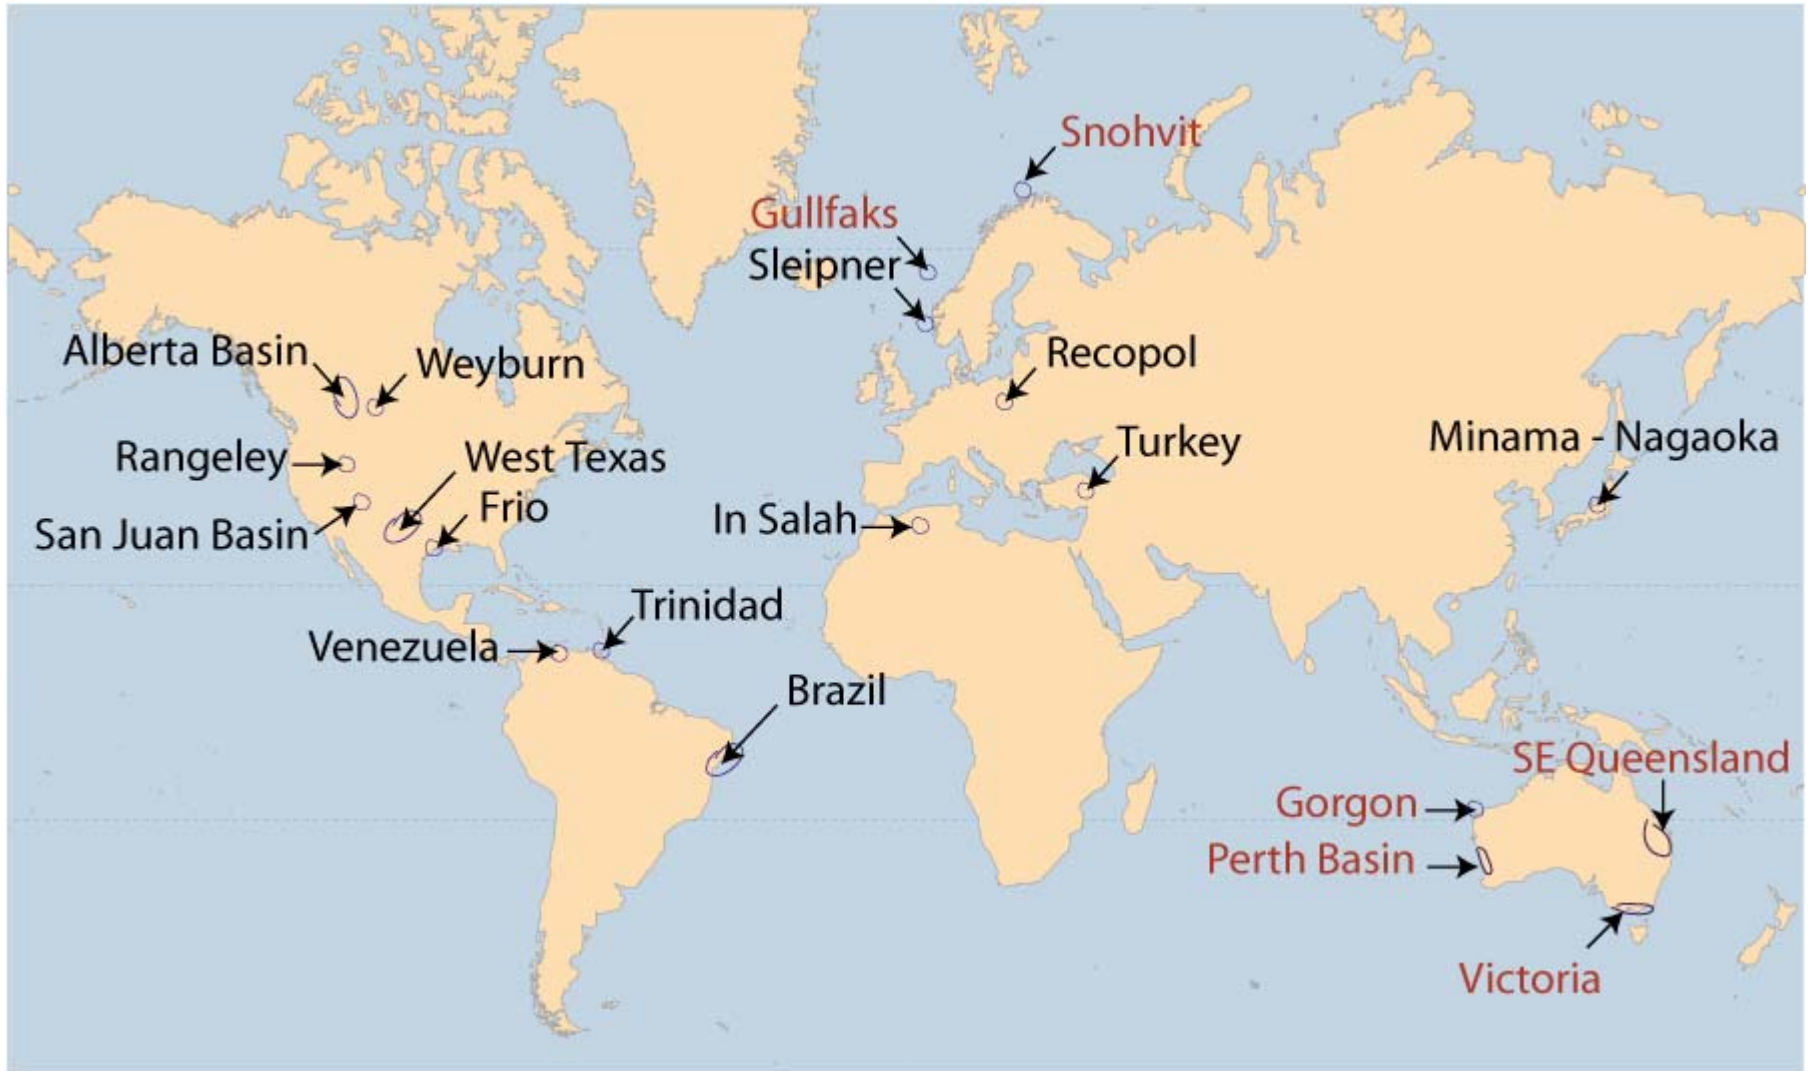 Snohvit
Gullfaks
Sleipner
Alberta Basin
Weyburn
Recopol
Rangeley
West Texas
Turkey
Minama - Nagaoka
San Juan Basin
Frio
In Salah
Trinidad
Venezuela
Brazil
SE Queensland
Gorgon
Perth Basin
Victoria